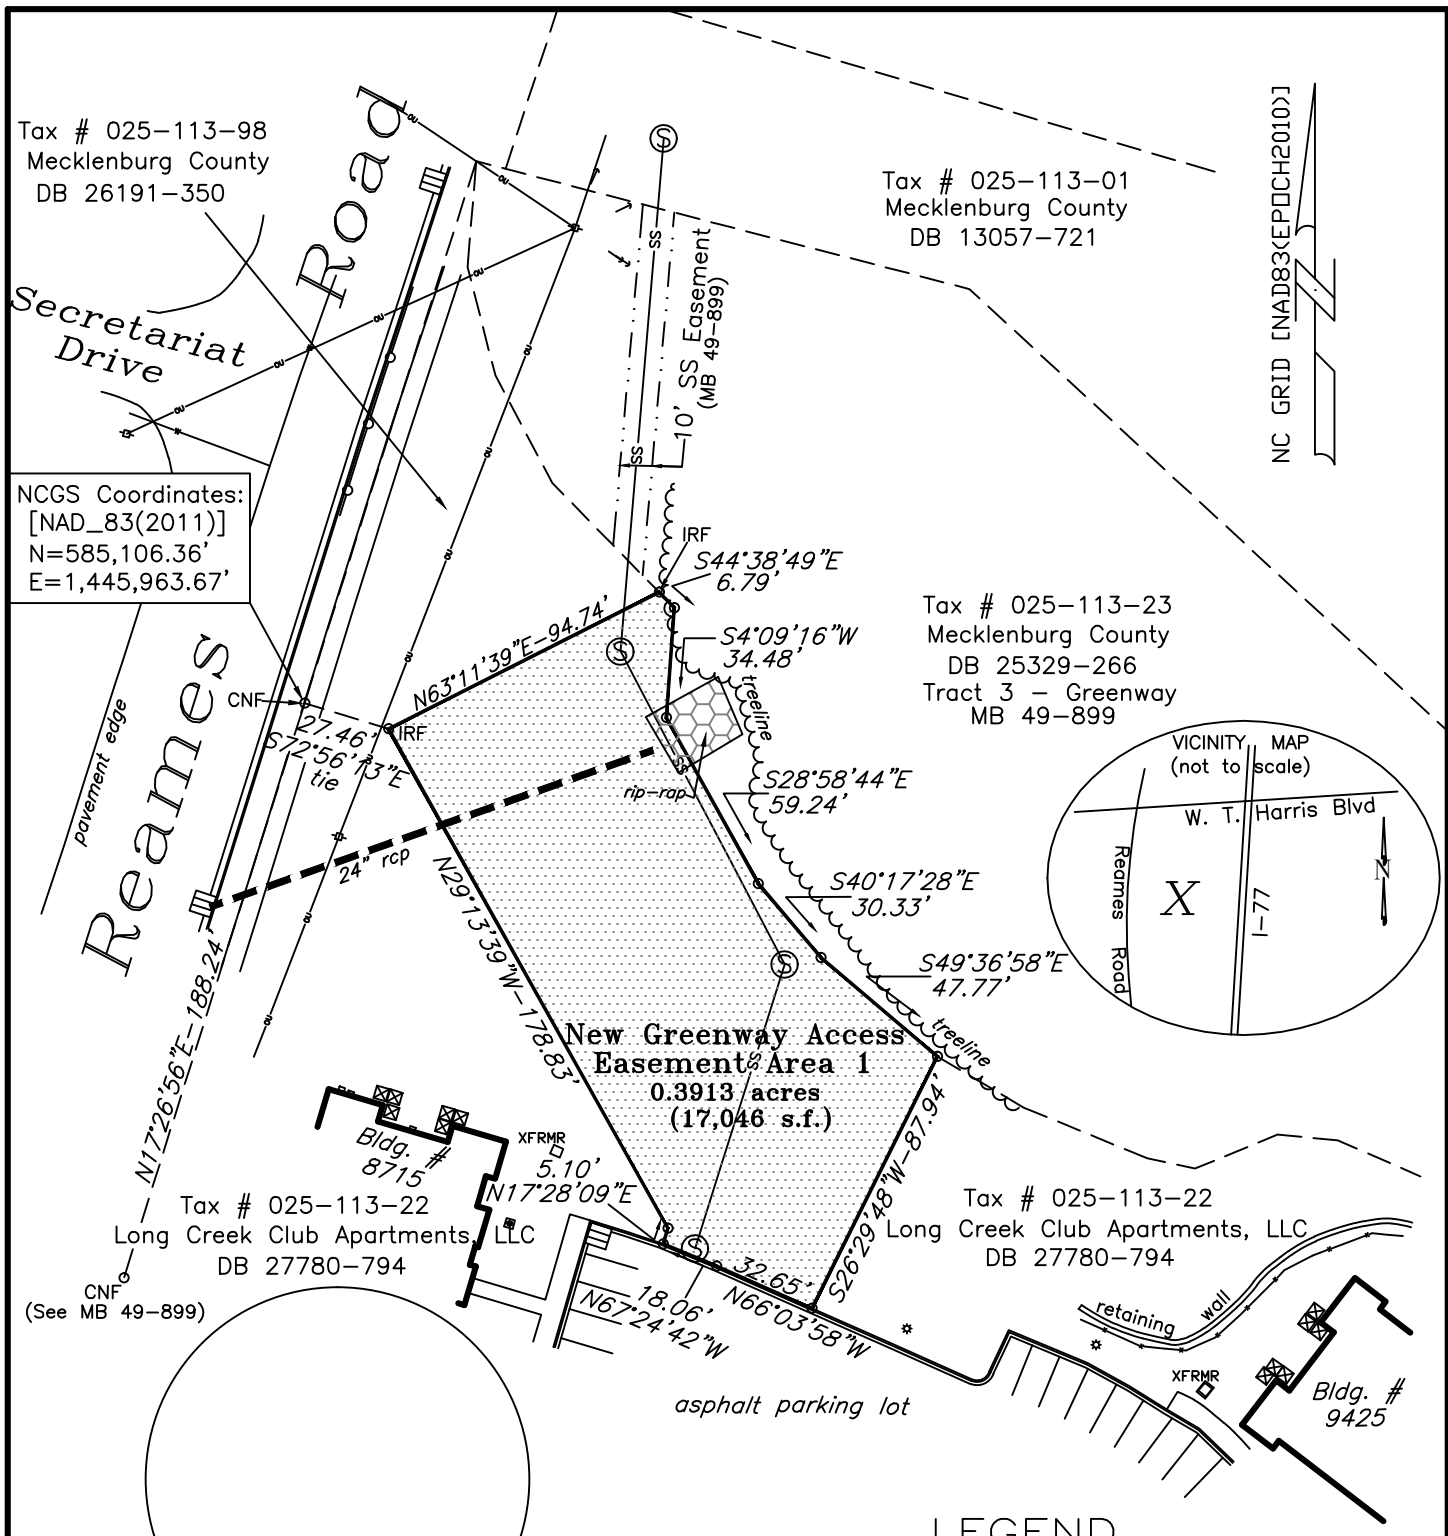 Tax # 025-113-98
Mecklenburg County
DB 26191-350
Road
Secretariat
Drive
Tax # 025-113-01
Mecklenburg County
DB 13057-721
NC GRID [NAD83<EPOCH2010>]
SS
SS
10' SS Easement
(MB 49-899)
NCGS Coordinates:
[NAD_83(2011)]
N=585,106.36'
E=1,445,963.67'
IRF
S44°38'49"E
6.79'
S4°09'16"W
34.48'
N63°11'39"E-94.74'
Tax # 025-113-23
Mecklenburg County
DB 25329-266
Tract 3 - Greenway
MB 49-899
CNF
27.46'
S72°56'13"E
tie
IRF
treeline
rip-rap
SS
pavement edge
Reames
24" rcp
S28°58'44"E
59.24'
S40°17'28"E
30.33'
S49°36'58"E
47.77'
treeline
VICINITY MAP
(not to scale)
W. T. Harris Blvd
Reames Road
X
I-77
N
N29°13'39"W-178.83'
N17°26'56"E-188.24'
New Greenway Access
Easement Area 1
0.3913 acres
(17,046 s.f.)
SS
S26°29'48"W-87.94'
Bldg. #
8715
XFRMR
5.10'
N17°28'09"E
Tax # 025-113-22
Long Creek Club Apartments, LLC
DB 27780-794
Tax # 025-113-22
Long Creek Club Apartments, LLC
DB 27780-794
CNF
(See MB 49-899)
18.06'
N67°24'42"W
32.65'
N66°03'58"W
retaining wall
XFRMR
Bldg. #
9425
asphalt parking lot
LEGEND